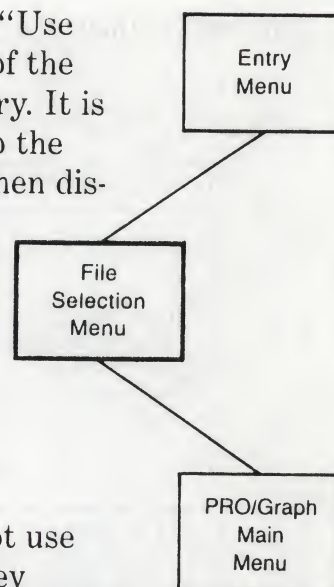 “Use
of the
ry. It is
o the
hen dis-
Entry
Menu
File
Selection
Menu
PRO/Graph
Main
Menu
ot use
ey